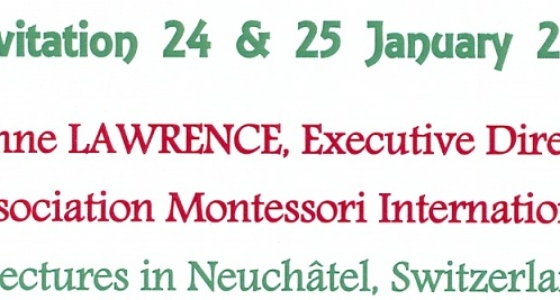 vitation 24 & 25 January 2
nne LAWRENCE, Executive Dire
sociation Montessori Internation
ectures in Neuchâtel, Switzerla